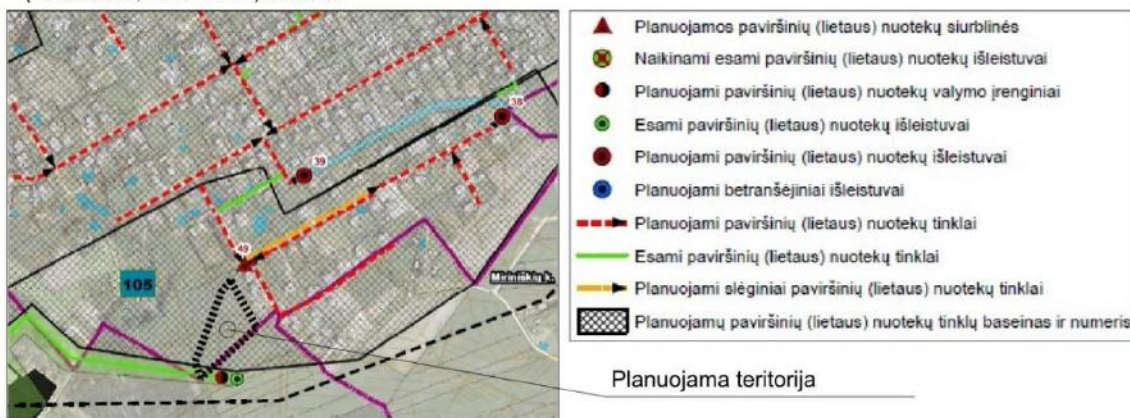 Planuojamos paviršinių (lietaus) nuotekų siurblinės
Naikinami esami paviršinių (lietaus) nuotekų išleistuvai
Planuojami paviršinių (lietaus) nuotekų valymo įrenginiai
Esami paviršinių (lietaus) nuotekų išleistuvai
Planuojami paviršinių (lietaus) nuotekų išleistuvai
Planuojami betranšėjiniai išleistuvai
Planuojami paviršinių (lietaus) nuotekų tinklai
Esami paviršinių (lietaus) nuotekų tinklai
Planuojami slėginiai paviršinių (lietaus) nuotekų tinklai
Planuojamų paviršinių (lietaus) nuotekų tinklų baseinas ir numeris
38
39
49
105
Mirniškių k.
Planuojama teritorija